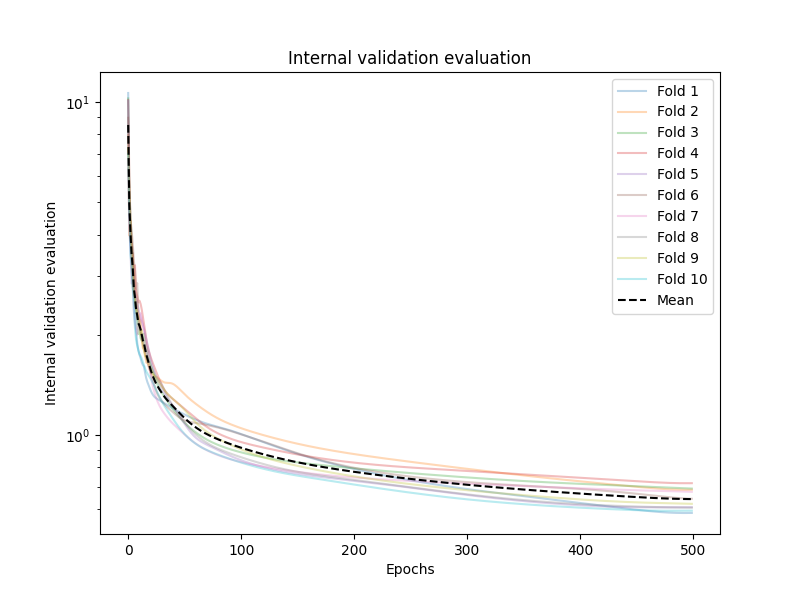 Internal validation evaluation
Internal validation evaluation
10¹
10⁰
0
100
200
300
400
500
Epochs
Fold 1
Fold 2
Fold 3
Fold 4
Fold 5
Fold 6
Fold 7
Fold 8
Fold 9
Fold 10
Mean